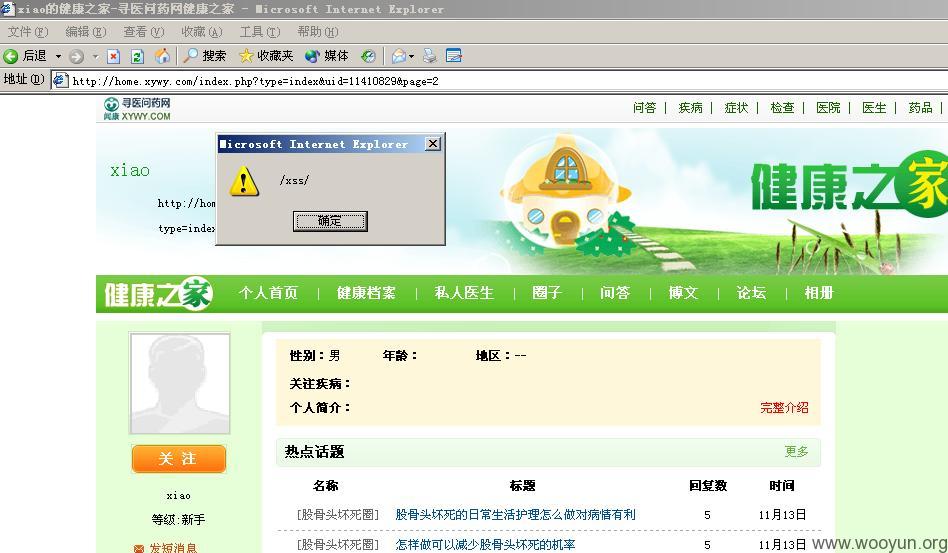 xiao的健康之家-寻医问药网健康之家 - Microsoft Internet Explorer
文件(F) 编辑(E) 查看(V) 收藏(A) 工具(T) 帮助(H)
后退 搜索 收藏夹 媒体
地址(D) http://home.xywy.com/index.php?type=index&uid=11410829&page=2
寻医问药网
闻康 XYWY.COM
问答 | 疾病 | 症状 | 检查 | 医院 | 医生 | 药品 |
Microsoft Internet Explorer
/xss/
确定
xiao
http://hom
type=index
健康之家
健康之家 个人首页 | 健康档案 | 私人医生 | 圈子 | 问答 | 博文 | 论坛 | 相册
性别：男 年龄： 地区：--
关注疾病：
个人简介：
完整介绍
关 注
xiao
等级:新手
发短消息
热点话题 更多
名称 标题 回复数 时间
[股骨头坏死圈] 股骨头坏死的日常生活护理怎么做对病情有利 5 11月13日
[股骨头坏死圈] 怎样做可以减少股骨头坏死的机率 5 11月13日
www.wooyun.org